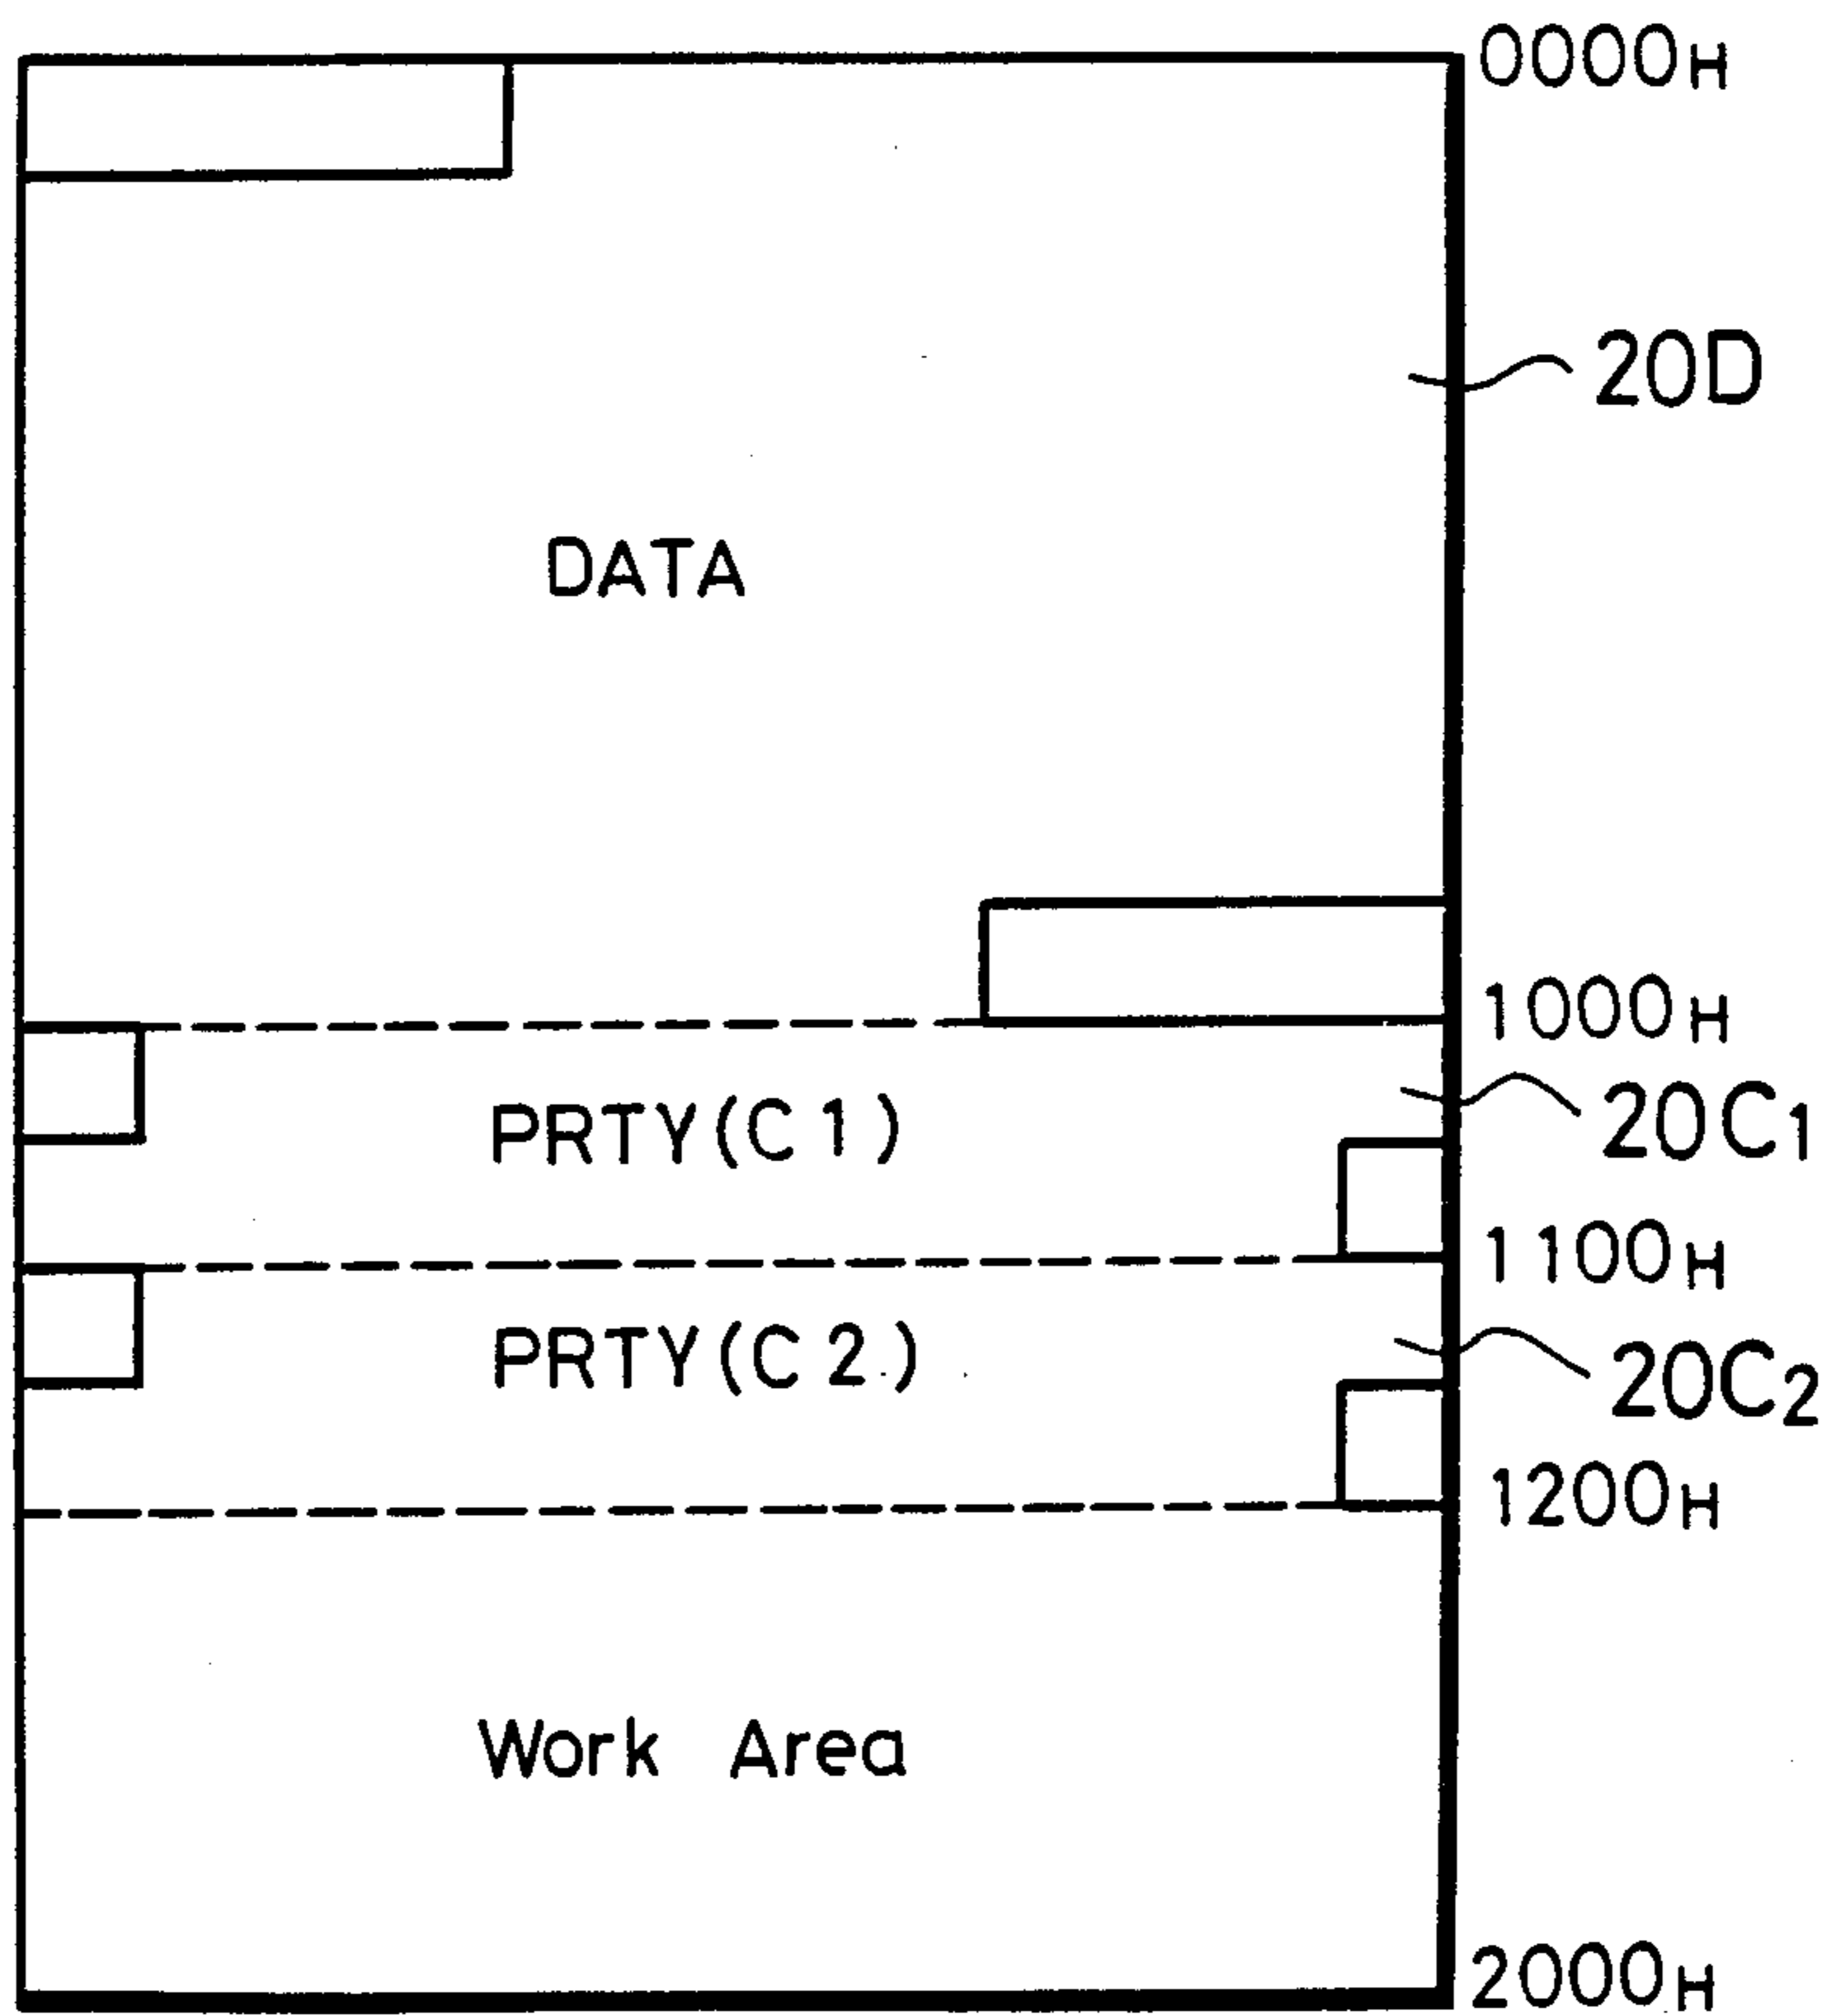 0000H
20D
DATA
1000H
PRTY(C1)
20C1
1100H
PRTY(C2)
20C2
1200H
Work Area
2000H